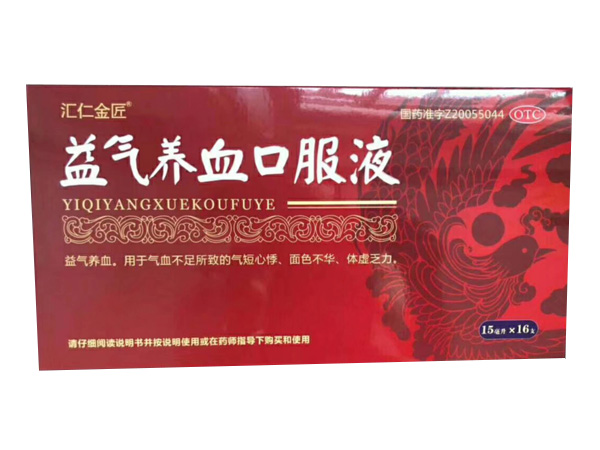 汇仁金匠®
国药准字Z20055044 OTC
益气养血口服液
YIQIYANGXUEKOUFUYE
益气养血。用于气血不足所致的气短心悸、面色不华、体虚乏力。
15毫升×16支
请仔细阅读说明书并按说明使用或在药师指导下购买和使用